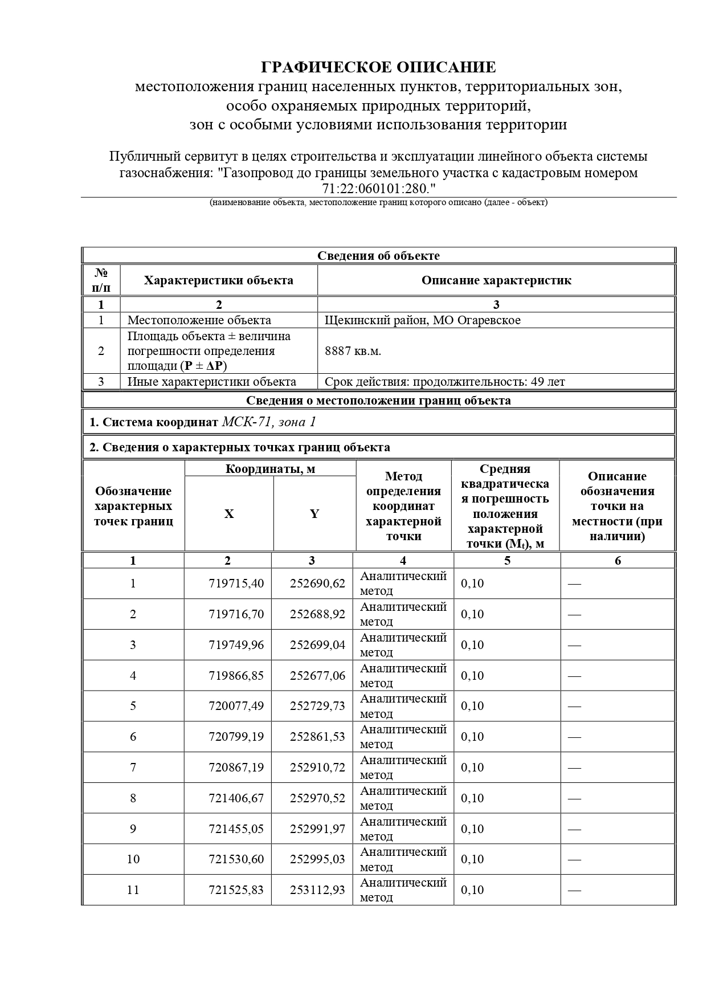 ГРАФИЧЕСКОЕ ОПИСАНИЕ
местоположения границ населенных пунктов, территориальных зон,
особо охраняемых природных территорий,
зон с особыми условиями использования территории
Публичный сервитут в целях строительства и эксплуатации линейного объекта системы
газоснабжения: "Газопровод до границы земельного участка с кадастровым номером
71:22:060101:280."
(наименование объекта, местоположение границ которого описано (далее - объект)
Сведения об объекте
№ п/п Характеристики объекта Описание характеристик
1 2 3
1 Местоположение объекта Щекинский район, МО Огаревское
2 Площадь объекта ± величина
погрешности определения
площади (P ± ΔP) 8887 кв.м.
3 Иные характеристики объекта Срок действия: продолжительность: 49 лет
Сведения о местоположении границ объекта
1. Система координат МСК-71, зона 1
2. Сведения о характерных точках границ объекта
Обозначение
характерных
точек границ
Координаты, м
X Y
Метод
определения
координат
характерной
точки
Средняя
квадратическа
я погрешность
положения
характерной
точки (Mt), м
Описание
обозначения
точки на
местности (при
наличии)
1 2 3 4 5 6
1 719715,40 252690,62 Аналитический
метод 0,10 —
2 719716,70 252688,92 Аналитический
метод 0,10 —
3 719749,96 252699,04 Аналитический
метод 0,10 —
4 719866,85 252677,06 Аналитический
метод 0,10 —
5 720077,49 252729,73 Аналитический
метод 0,10 —
6 720799,19 252861,53 Аналитический
метод 0,10 —
7 720867,19 252910,72 Аналитический
метод 0,10 —
8 721406,67 252970,52 Аналитический
метод 0,10 —
9 721455,05 252991,97 Аналитический
метод 0,10 —
10 721530,60 252995,03 Аналитический
метод 0,10 —
11 721525,83 253112,93 Аналитический
метод 0,10 —